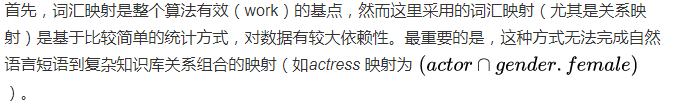 首先，词汇映射是整个算法有效（work）的基点，然而这里采用的词汇映射（尤其是关系映
射）是基于比较简单的统计方式，对数据有较大依赖性。最重要的是，这种方式无法完成自然
语言短语到复杂知识库关系组合的映射（如actress 映射为 (actor ∩ gender.female)
）。